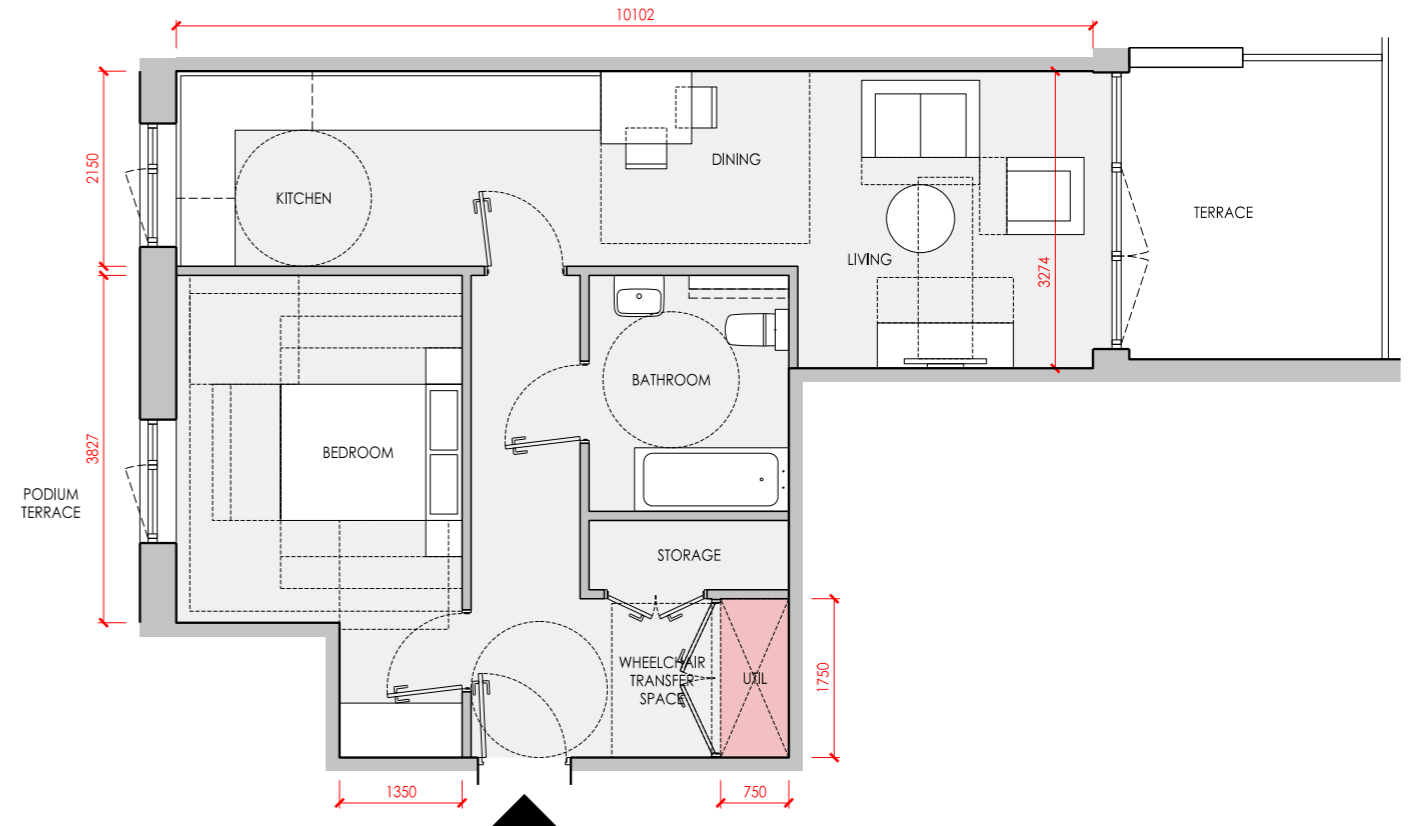 10102
2150
KITCHEN
DINING
LIVING
3274
TERRACE
3827
BEDROOM
BATHROOM
PODIUM
TERRACE
STORAGE
WHEELCHAIR
TRANSFER
SPACE
UTIL
1750
1350
750